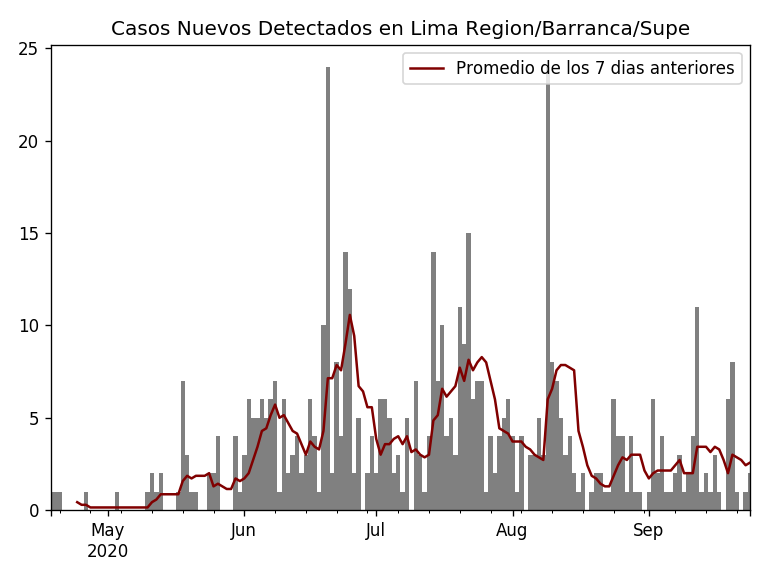 Casos Nuevos Detectados en Lima Region/Barranca/Supe
Promedio de los 7 dias anteriores
25
20
15
10
5
0
May Jun Jul Aug Sep
2020